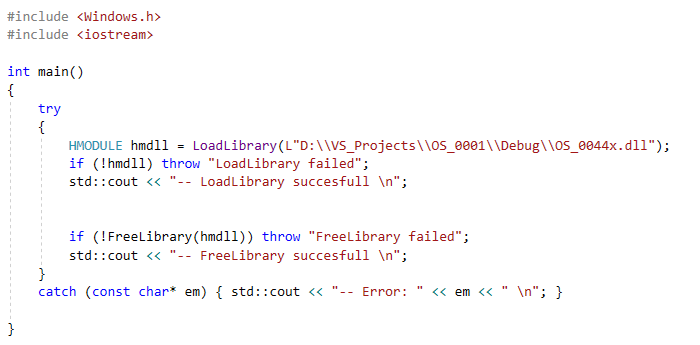 #include <Windows.h>
#include <iostream>
int main()
{
try
{
HMODULE hmdll = LoadLibrary(L"D:\\VS_Projects\\OS_0001\\Debug\\OS_0044x.dll");
if (!hmdll) throw "LoadLibrary failed";
std::cout << "-- LoadLibrary succesfull \n";
if (!FreeLibrary(hmdll)) throw "FreeLibrary failed";
std::cout << "-- FreeLibrary succesfull \n";
}
catch (const char* em) { std::cout << "-- Error: " << em << " \n"; }
}